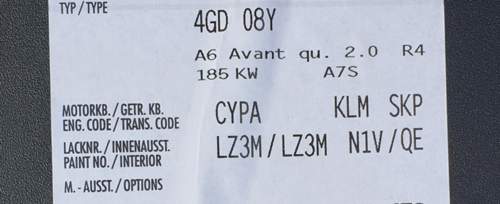 TYP / TYPE 4GD 08Y
A6 Avant qu. 2.0 R4
185 KW A7S
MOTORKB. / GETR. KB. CYPA KLM SKP
ENG. CODE / TRANS. CODE
LACKNR. / INNENAUSST. LZ3M / LZ3M N1V / QE
PAINT NO. / INTERIOR
M. - AUSST. / OPTIONS